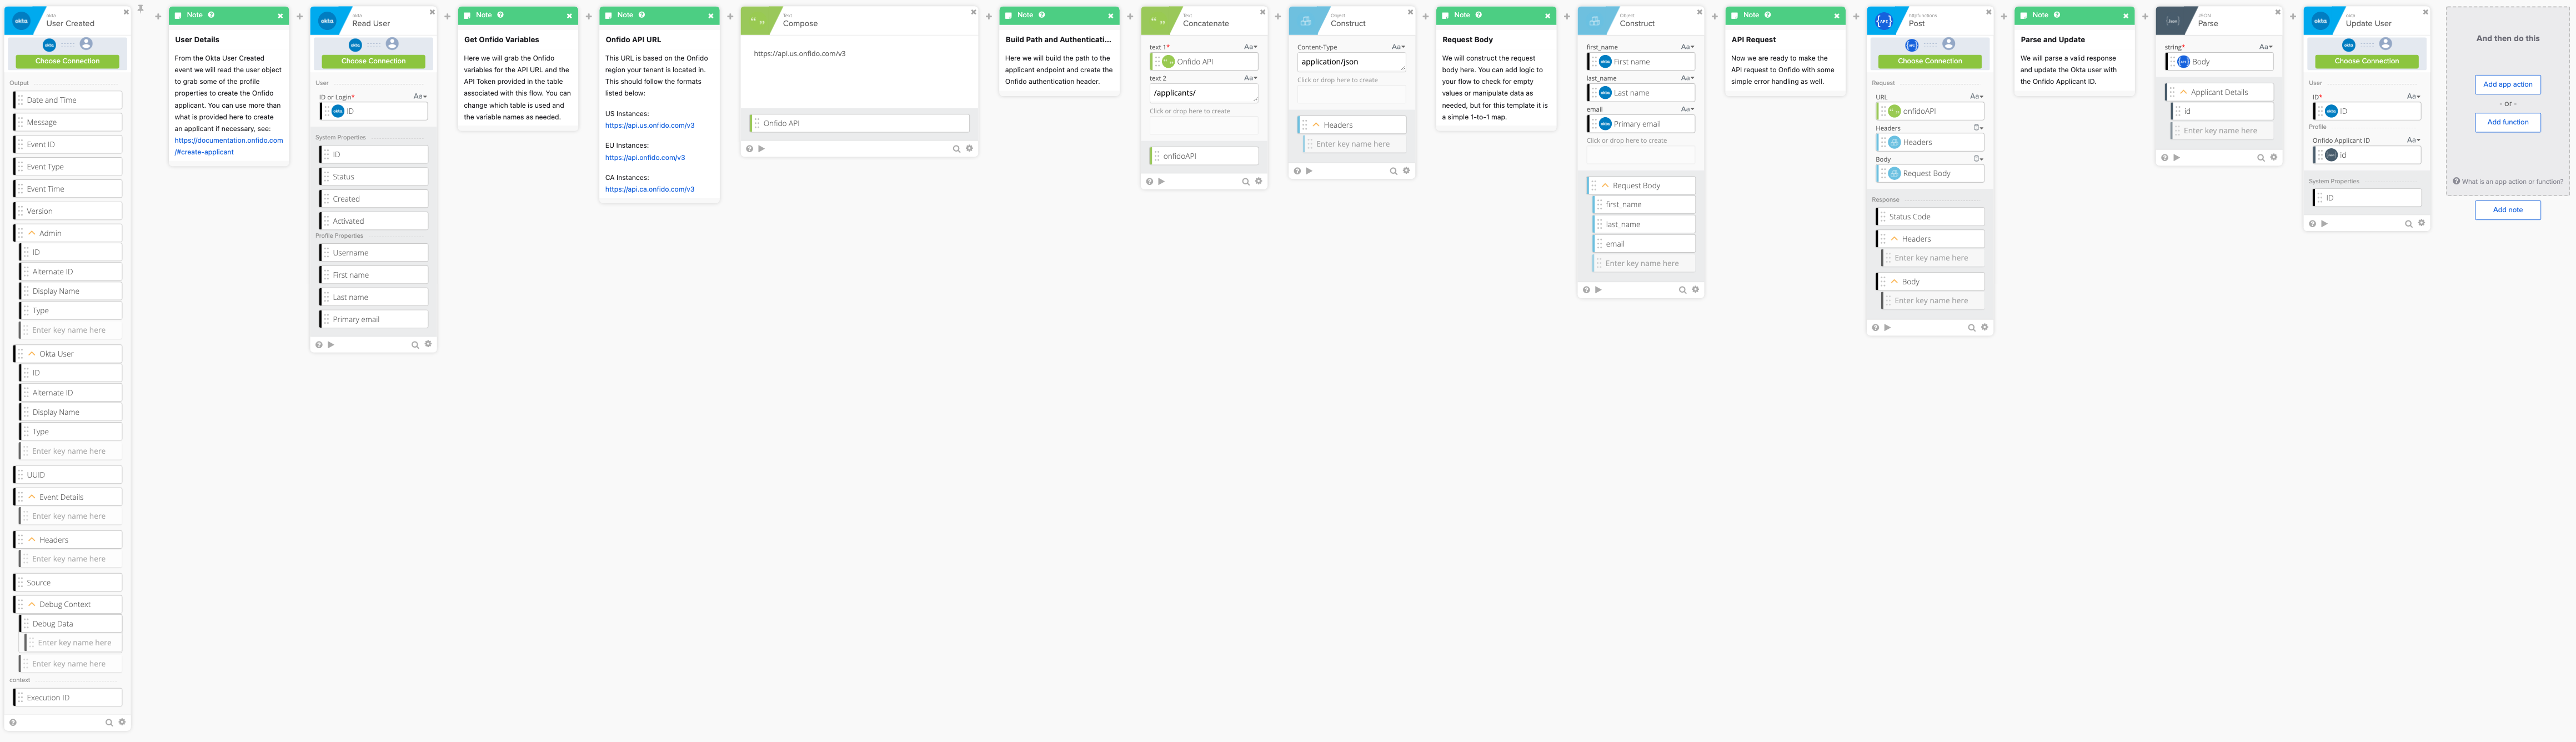 okta
User Created
Choose Connection
Output
Date and Time
Message
Event ID
Event Type
Event Time
Version
Admin
ID
Alternate ID
Display Name
Type
Enter key name here
Okta User
ID
Alternate ID
Display Name
Type
Enter key name here
UUID
Event Details
Enter key name here
Headers
Enter key name here
Source
Debug Context
Debug Data
Enter key name here
Enter key name here
context
Execution ID
Note
User Details
From the Okta User Created
event we will read the user object
to grab some of the profile
properties to create the Onfido
applicant. You can use more than
what is provided here to create
an applicant if necessary, see:
https://documentation.onfido.com
/#create-applicant
okta
Read User
Choose Connection
User
ID or Login*
Aa
ID
System Properties
ID
Status
Created
Activated
Profile Properties
Username
First name
Last name
Primary email
Note
Get Onfido Variables
Here we will grab the Onfido
variables for the API URL and the
API Token provided in the table
associated with this flow. You can
change which table is used and
the variable names as needed.
Note
Onfido API URL
This URL is based on the Onfido
region your tenant is located in.
This should follow the formats
listed below:
US Instances:
https://api.us.onfido.com/v3
EU Instances:
https://api.onfido.com/v3
CA Instances:
https://api.ca.onfido.com/v3
Text
Compose
https://api.us.onfido.com/v3
Onfido API
Note
Build Path and Authenticati...
Here we will build the path to the
applicant endpoint and create the
Onfido authentication header.
Text
Concatenate
text 1*
Aa
Onfido API
text 2
Aa
/applicants/
Click or drop here to create
onfidoAPI
Object
Construct
Content-Type
Aa
application/json
Click or drop here to create
Headers
Enter key name here
Note
Request Body
We will construct the request
body here. You can add logic to
your flow to check for empty
values or manipulate data as
needed, but for this template it is
a simple 1-to-1 map.
Object
Construct
first_name
Aa
First name
last_name
Aa
Last name
email
Aa
Primary email
Click or drop here to create
Request Body
first_name
last_name
email
Enter key name here
Note
API Request
Now we are ready to make the
API request to Onfido with some
simple error handling as well.
httpfunctions
Post
Choose Connection
Request
URL
Aa
onfidoAPI
Headers
Headers
Body
Request Body
Response
Status Code
Headers
Enter key name here
Body
Enter key name here
Note
Parse and Update
We will parse a valid response
and update the Okta user with
the Onfido Applicant ID.
JSON
Parse
string*
Aa
Body
Applicant Details
id
Enter key name here
okta
Update User
Choose Connection
User
ID*
Aa
ID
Profile
Onfido Applicant ID
Aa
id
System Properties
ID
And then do this
Add app action
- or -
Add function
What is an app action or function?
Add note